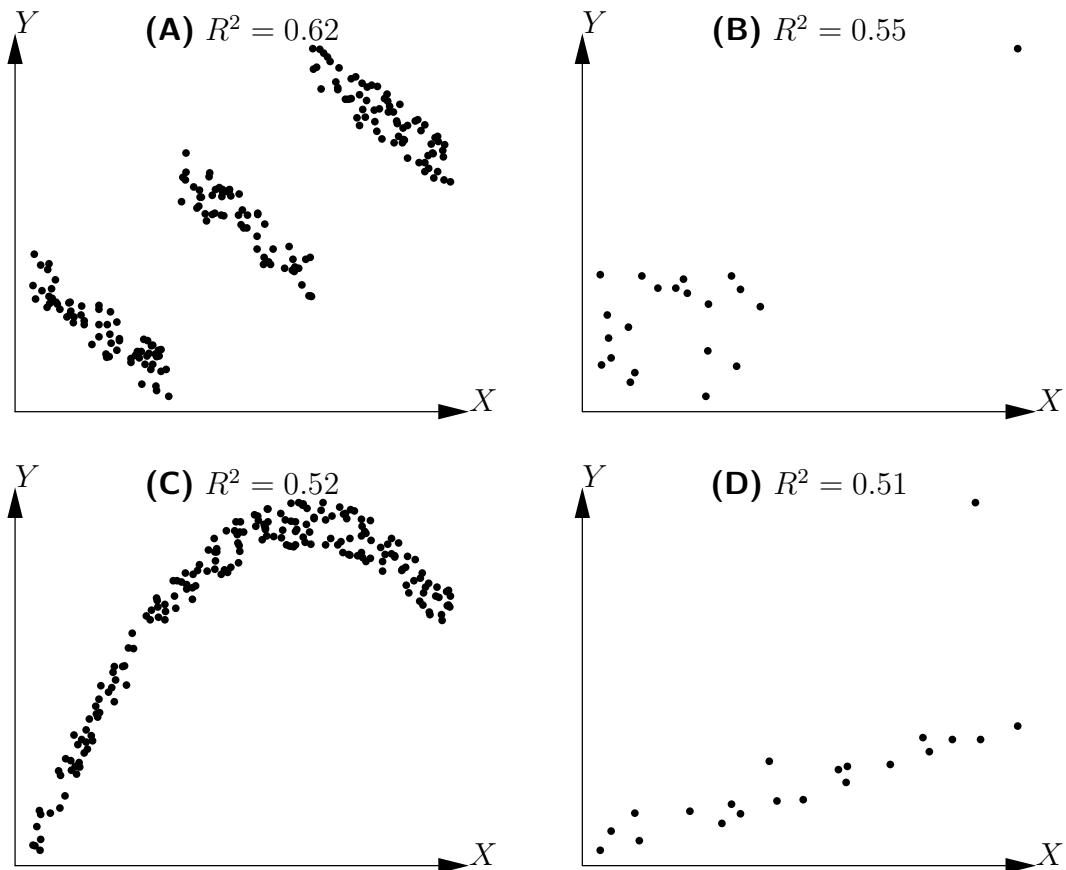 Y
(A) R² = 0.62
X
Y
(B) R² = 0.55
X
Y
(C) R² = 0.52
X
Y
(D) R² = 0.51
X